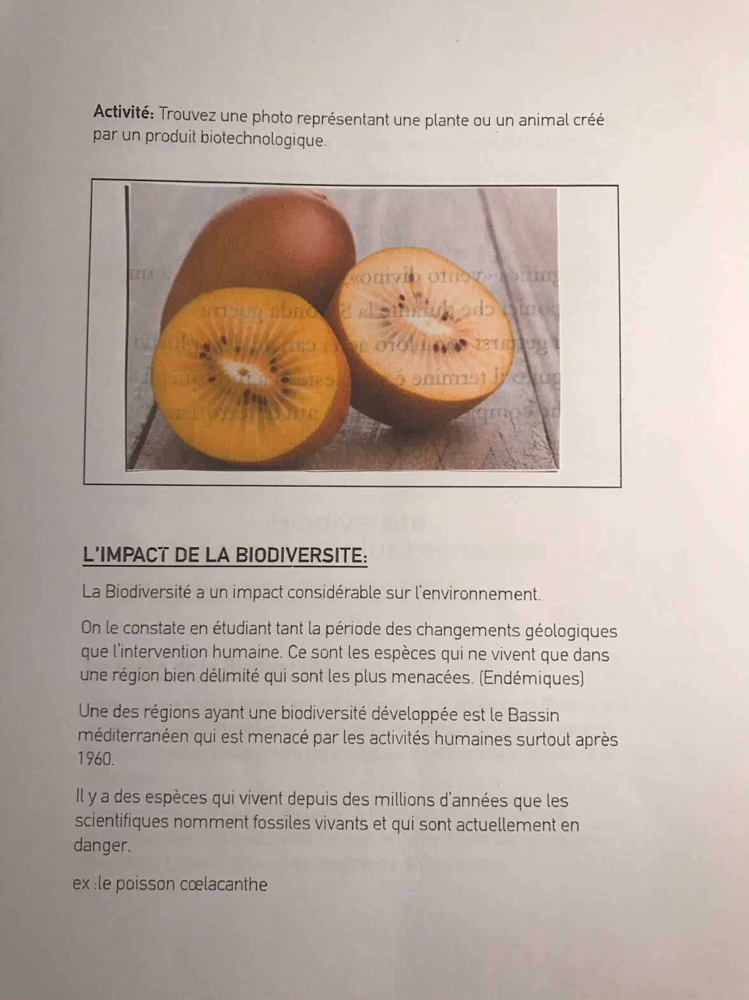 Activité: Trouvez une photo représentant une plante ou un animal créé
par un produit biotechnologique.
Biodiversite
L'IMPACT DE LA BIODIVERSITE:
La Biodiversité a un impact considérable sur l'environnement.
On le constate en étudiant tant la période des changements géologiques
que l'intervention humaine. Ce sont les espèces qui ne vivent que dans
une région bien délimité qui sont les plus menacées. (Endémiques)
Une des régions ayant une biodiversité développée est le Bassin
méditerranéen qui est menacé par les activités humaines surtout après
1960.
Il y a des espèces qui vivent depuis des millions d'années que les
scientifiques nomment fossiles vivants et qui sont actuellement en
danger.
ex :le poisson cœlacanthe